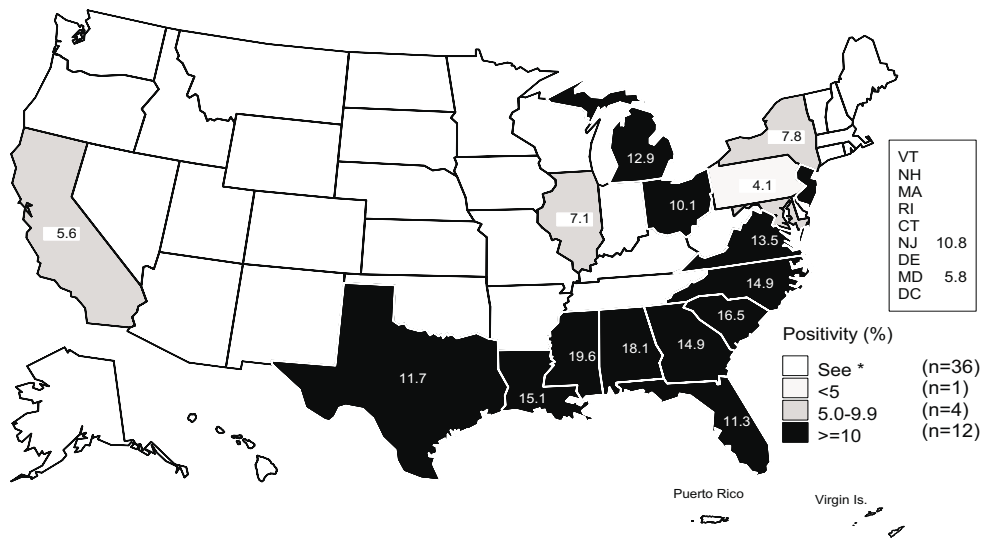 7.8
12.9
4.1
10.1
7.1
5.6
13.5
14.9
16.5
19.6
18.1
14.9
11.7
15.1
11.3
VT
NH
MA
RI
CT
NJ 10.8
DE
MD 5.8
DC
Positivity (%)
See * (n=36)
<5 (n=1)
5.0-9.9 (n=4)
>=10 (n=12)
Puerto Rico
Virgin Is.